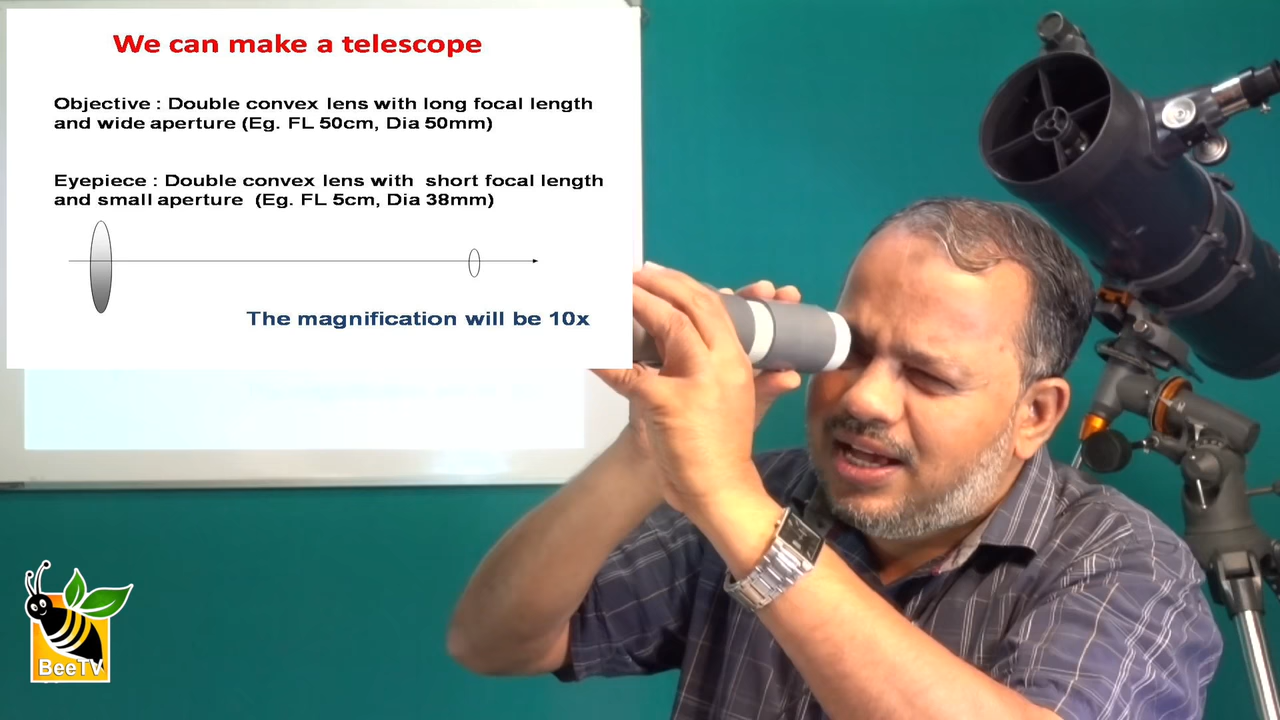 We can make a telescope
Objective : Double convex lens with long focal length
and wide aperture (Eg. FL 50cm, Dia 50mm)
Eyepiece : Double convex lens with short focal length
and small aperture (Eg. FL 5cm, Dia 38mm)
The magnification will be 10x
BeeTV